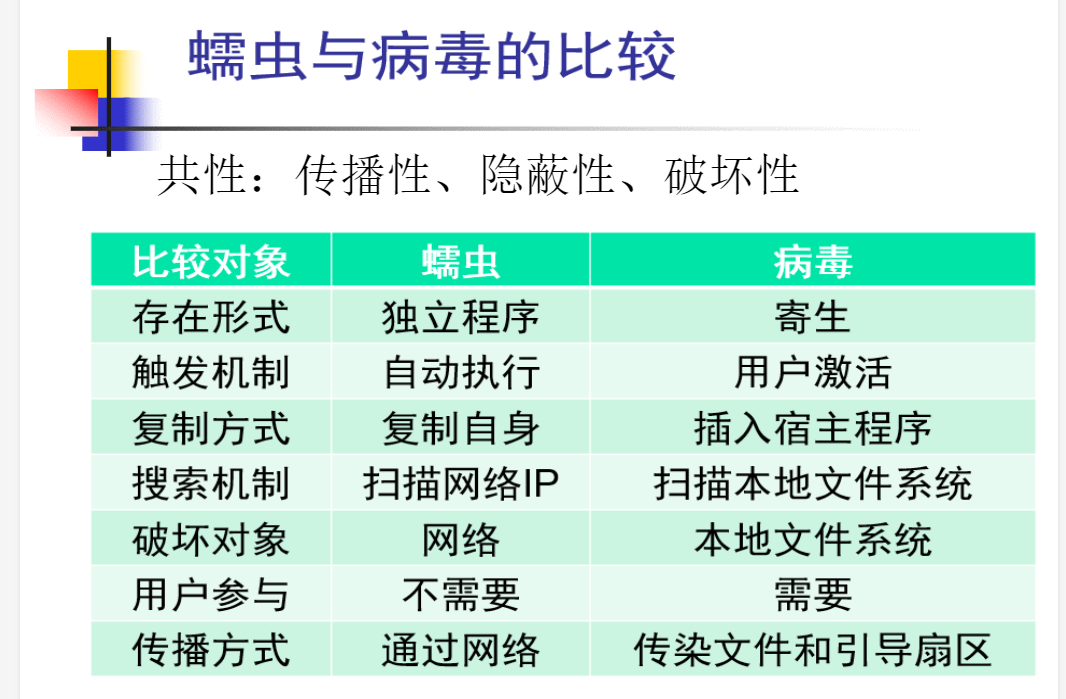 蠕虫与病毒的比较
共性：传播性、隐蔽性、破坏性
比较对象 蠕虫 病毒
存在形式 独立程序 寄生
触发机制 自动执行 用户激活
复制方式 复制自身 插入宿主程序
搜索机制 扫描网络IP 扫描本地文件系统
破坏对象 网络 本地文件系统
用户参与 不需要 需要
传播方式 通过网络 传染文件和引导扇区